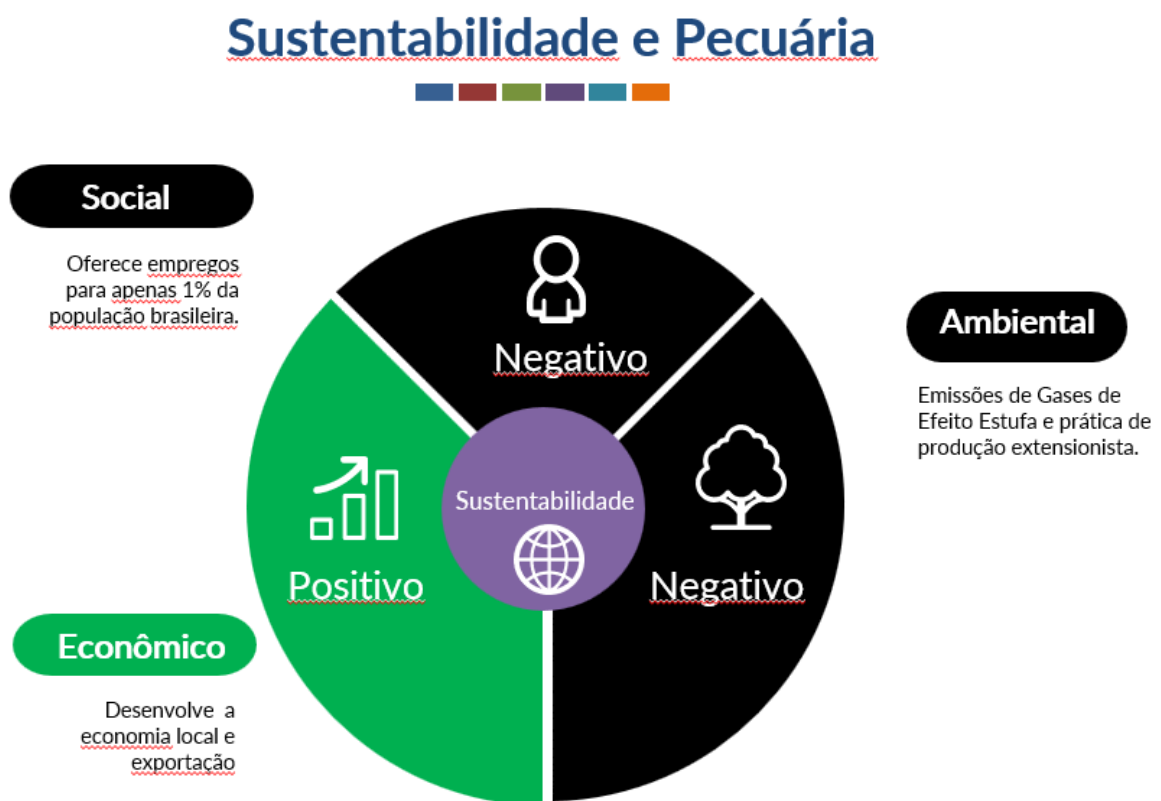 Sustentabilidade e Pecuária
Social
Oferece empregos
para apenas 1% da
população brasileira.
Negativo
Ambiental
Emissões de Gases de
Efeito Estufa e prática de
produção extensionista.
Sustentabilidade
Positivo
Negativo
Econômico
Desenvolve a
economia local e
exportação